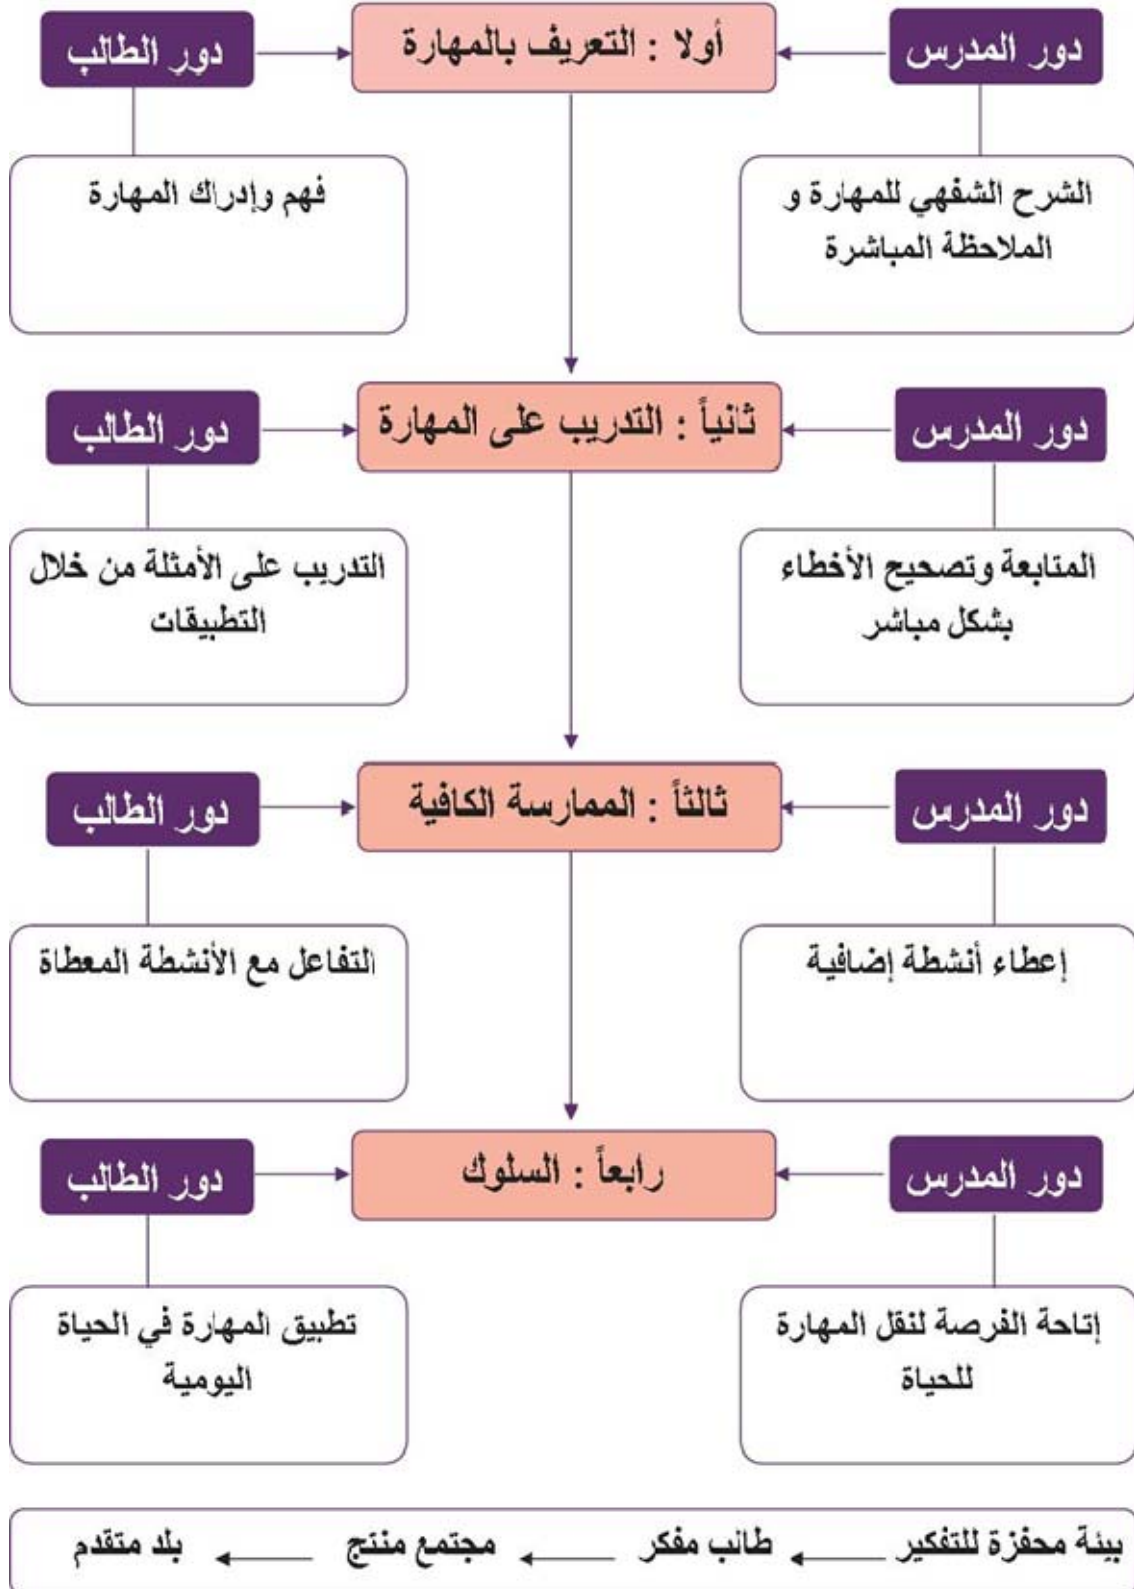 دور المدرس
أولا : التعريف بالمهارة
دور الطالب
الشرح الشفهي للمهارة و
الملاحظة المباشرة
فهم وإدراك المهارة
دور المدرس
ثانياً : التدريب على المهارة
دور الطالب
المتابعة وتصحيح الأخطاء
بشكل مباشر
التدريب على الأمثلة من خلال
التطبيقات
دور المدرس
ثالثاً : الممارسة الكافية
دور الطالب
إعطاء أنشطة إضافية
التفاعل مع الأنشطة المعطاة
دور المدرس
رابعاً : السلوك
دور الطالب
إتاحة الفرصة لنقل المهارة
للحياة
تطبيق المهارة في الحياة
اليومية
بيئة محفزة للتفكير ← طالب مفكر ← مجتمع منتج ← بلد متقدم